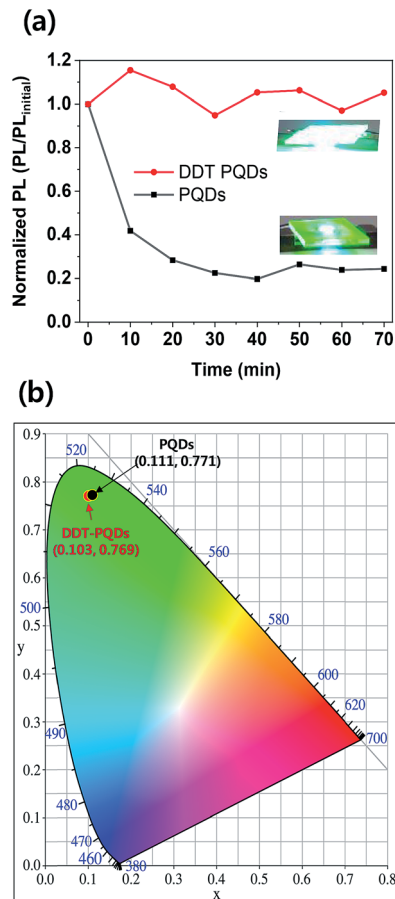 (a)
Normalized PL (PL/PLinitial)
1.2
1.0
0.8
0.6
0.4
0.2
0.0
DDT PQDs
PQDs
0 10 20 30 40 50 60 70
Time (min)
(b)
0.9
0.8
0.7
0.6
0.5
y
0.4
0.3
0.2
0.1
0.0
520
PQDs
(0.111, 0.771)
540
DDT-PQDs
(0.103, 0.769)
560
500
580
600
620
490
700
480
470
460
380
0.0 0.1 0.2 0.3 0.4 0.5 0.6 0.7 0.8
x